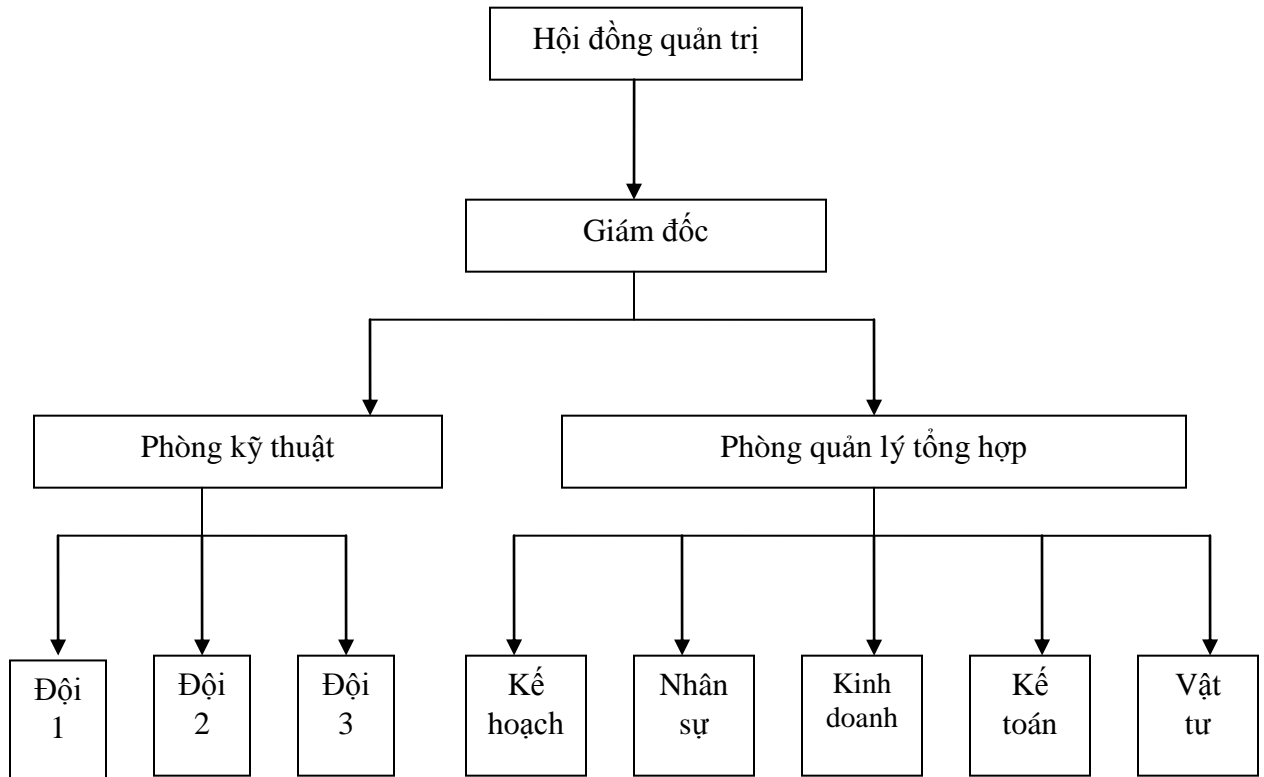 Hội đồng quản trị
Giám đốc
Phòng kỹ thuật
Phòng quản lý tổng hợp
Đội
1
Đội
2
Đội
3
Kế
hoạch
Nhân
sự
Kinh
doanh
Kế
toán
Vật
tư